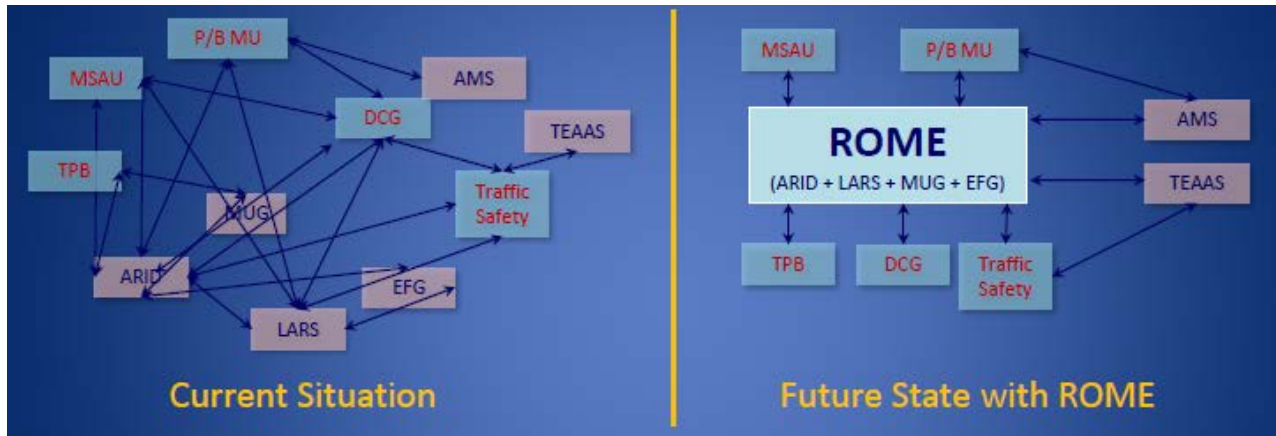 P/B MU
MSAU
AMS
DCG
TEAAS
TPB
Traffic
Safety
MUG
ARID
EFG
LARS
Current Situation
MSAU
P/B MU
ROME
(ARID + LARS + MUG + EFG)
AMS
TEAAS
TPB
DCG
Traffic
Safety
Future State with ROME